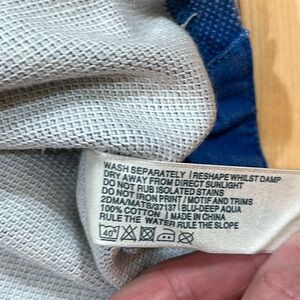 WASH SEPARATELY | RESHAPE WHILST DAMP
DRY AWAY FROM DIRECT SUNLIGHT
DO NOT RUB ISOLATED STAINS
DO NOT IRON PRINT / MOTIF AND TRIMS
2DMA/MATS/37137 | BLU-DEEP AQUA
100% COTTON | MADE IN CHINA
RULE THE WATER RULE THE SLOPE
40°